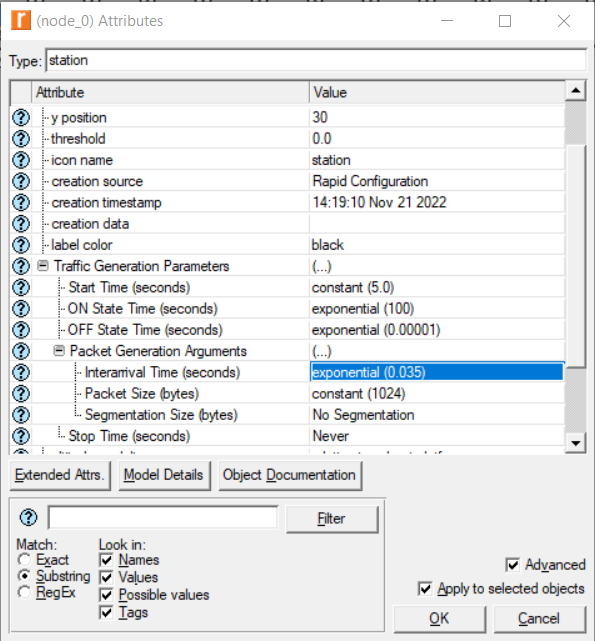 (node_0) Attributes
Type: station
Attribute Value
y position 30
threshold 0.0
icon name station
creation source Rapid Configuration
creation timestamp 14:19:10 Nov 21 2022
creation data
label color black
Traffic Generation Parameters (...)
Start Time (seconds) constant (5.0)
ON State Time (seconds) exponential (100)
OFF State Time (seconds) exponential (0.00001)
Packet Generation Arguments (...)
Interarrival Time (seconds) exponential (0.035)
Packet Size (bytes) constant (1024)
Segmentation Size (bytes) No Segmentation
Stop Time (seconds) Never
Extended Attrs. Model Details Object Documentation
Filter
Match: Look in:
Exact Names
Substring Values
RegEx Possible values
Tags
Advanced
Apply to selected objects
OK Cancel